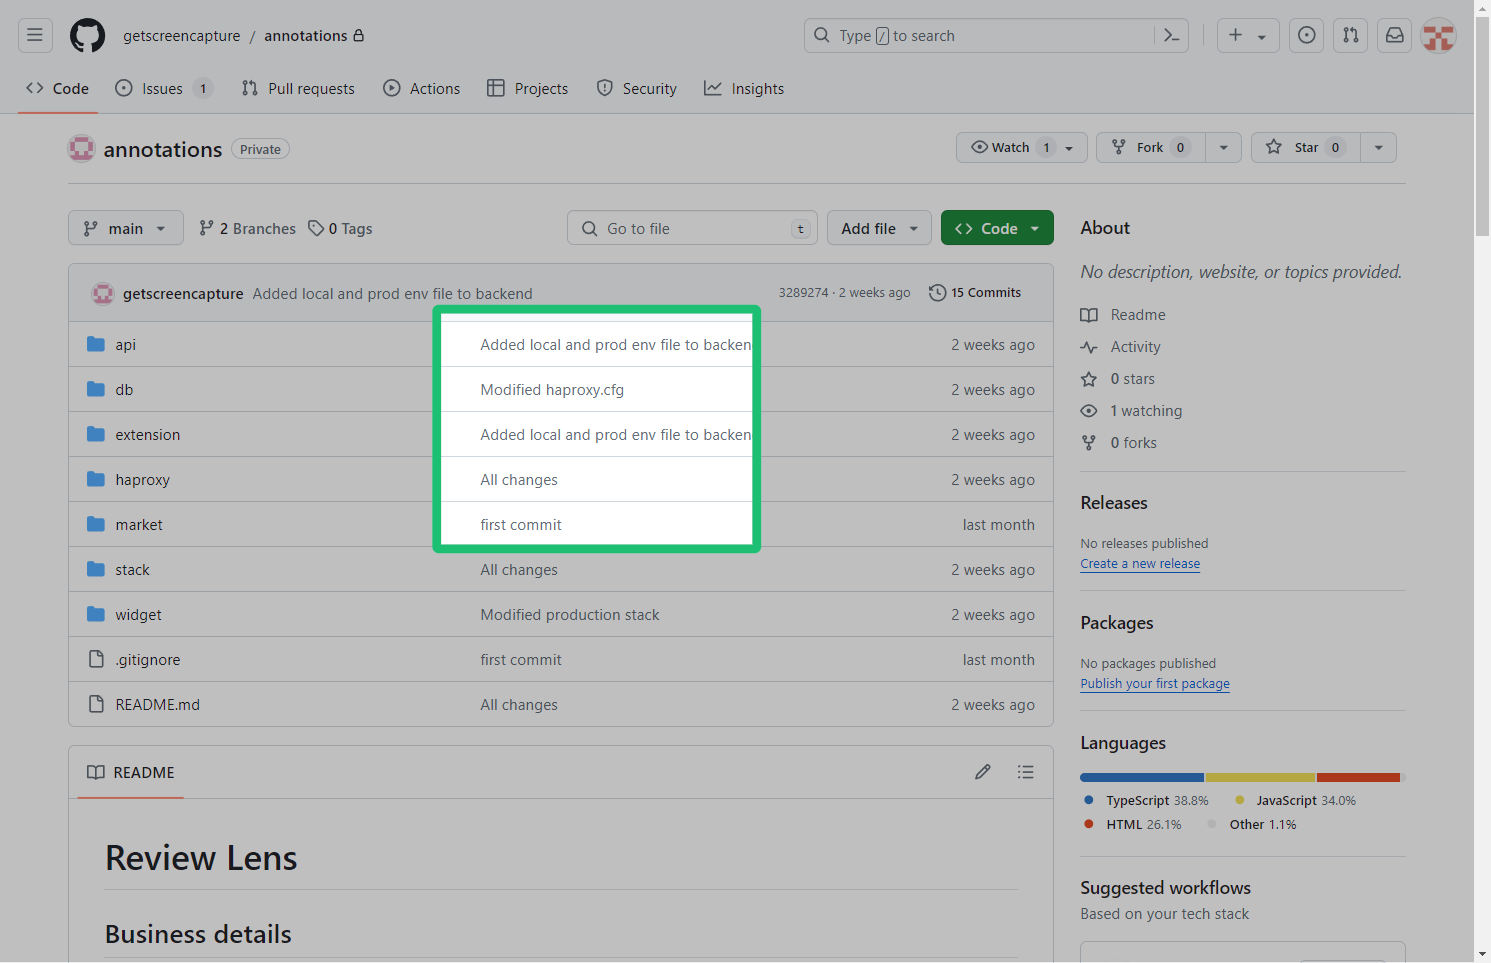 getscreencapture / annotations
Type / to search
Code Issues 1 Pull requests Actions Projects Security Insights
annotations Private
Watch 1 Fork 0 Star 0
main 2 Branches 0 Tags Go to file t Add file Code
getscreencapture Added local and prod env file to backend 3289274 · 2 weeks ago 15 Commits
api Added local and prod env file to backen 2 weeks ago
db Modified haproxy.cfg 2 weeks ago
extension Added local and prod env file to backen 2 weeks ago
haproxy All changes 2 weeks ago
market first commit last month
stack All changes 2 weeks ago
widget Modified production stack 2 weeks ago
.gitignore first commit last month
README.md All changes 2 weeks ago
README
Review Lens
Business details
About
No description, website, or topics provided.
Readme
Activity
0 stars
1 watching
0 forks
Releases
No releases published
Create a new release
Packages
No packages published
Publish your first package
Languages
TypeScript 38.8% JavaScript 34.0%
HTML 26.1% Other 1.1%
Suggested workflows
Based on your tech stack